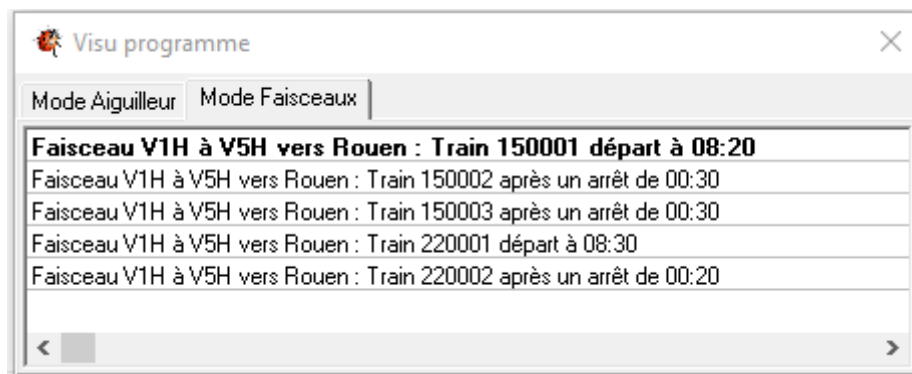 Visu programme
Mode Aiguilleur Mode Faisceaux
Faisceau V1H à V5H vers Rouen : Train 150001 départ à 08:20
Faisceau V1H à V5H vers Rouen : Train 150002 après un arrêt de 00:30
Faisceau V1H à V5H vers Rouen : Train 150003 après un arrêt de 00:30
Faisceau V1H à V5H vers Rouen : Train 220001 départ à 08:30
Faisceau V1H à V5H vers Rouen : Train 220002 après un arrêt de 00:20